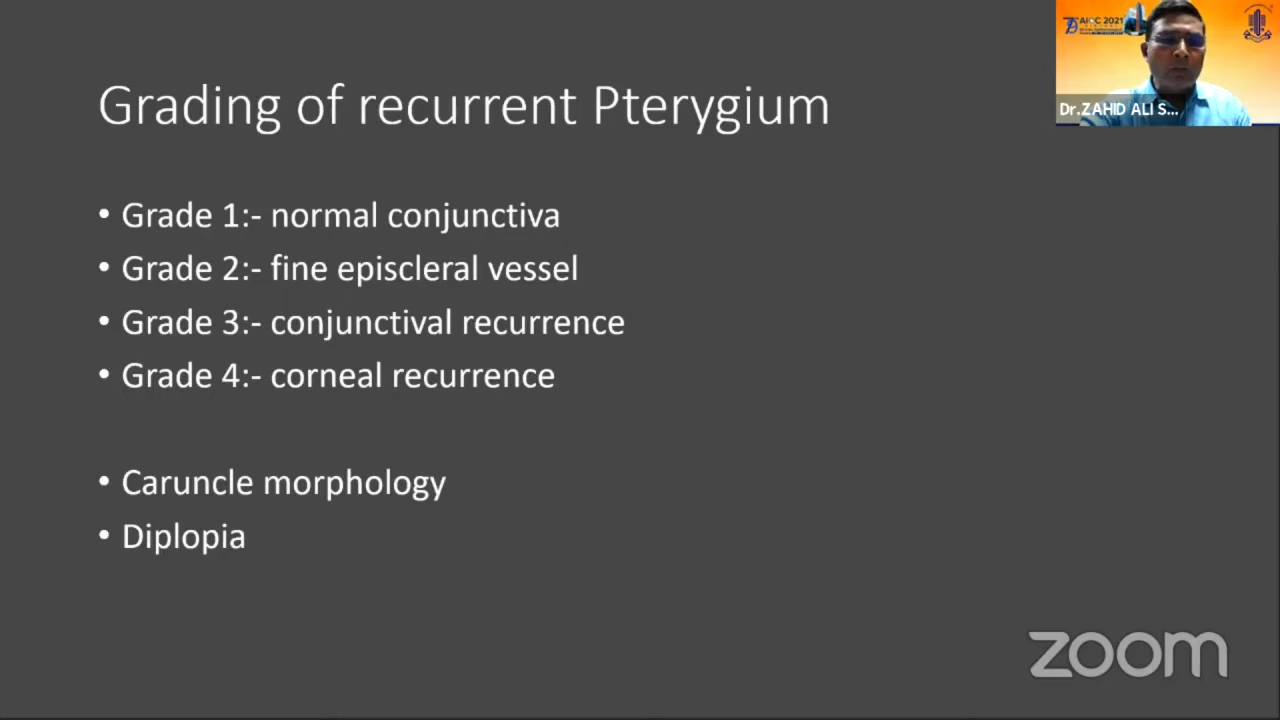 Grading of recurrent Pterygium
• Grade 1:- normal conjunctiva
• Grade 2:- fine episcleral vessel
• Grade 3:- conjunctival recurrence
• Grade 4:- corneal recurrence
• Caruncle morphology
• Diplopia
AIOC 2021
Dr.ZAHID ALI S...
zoom